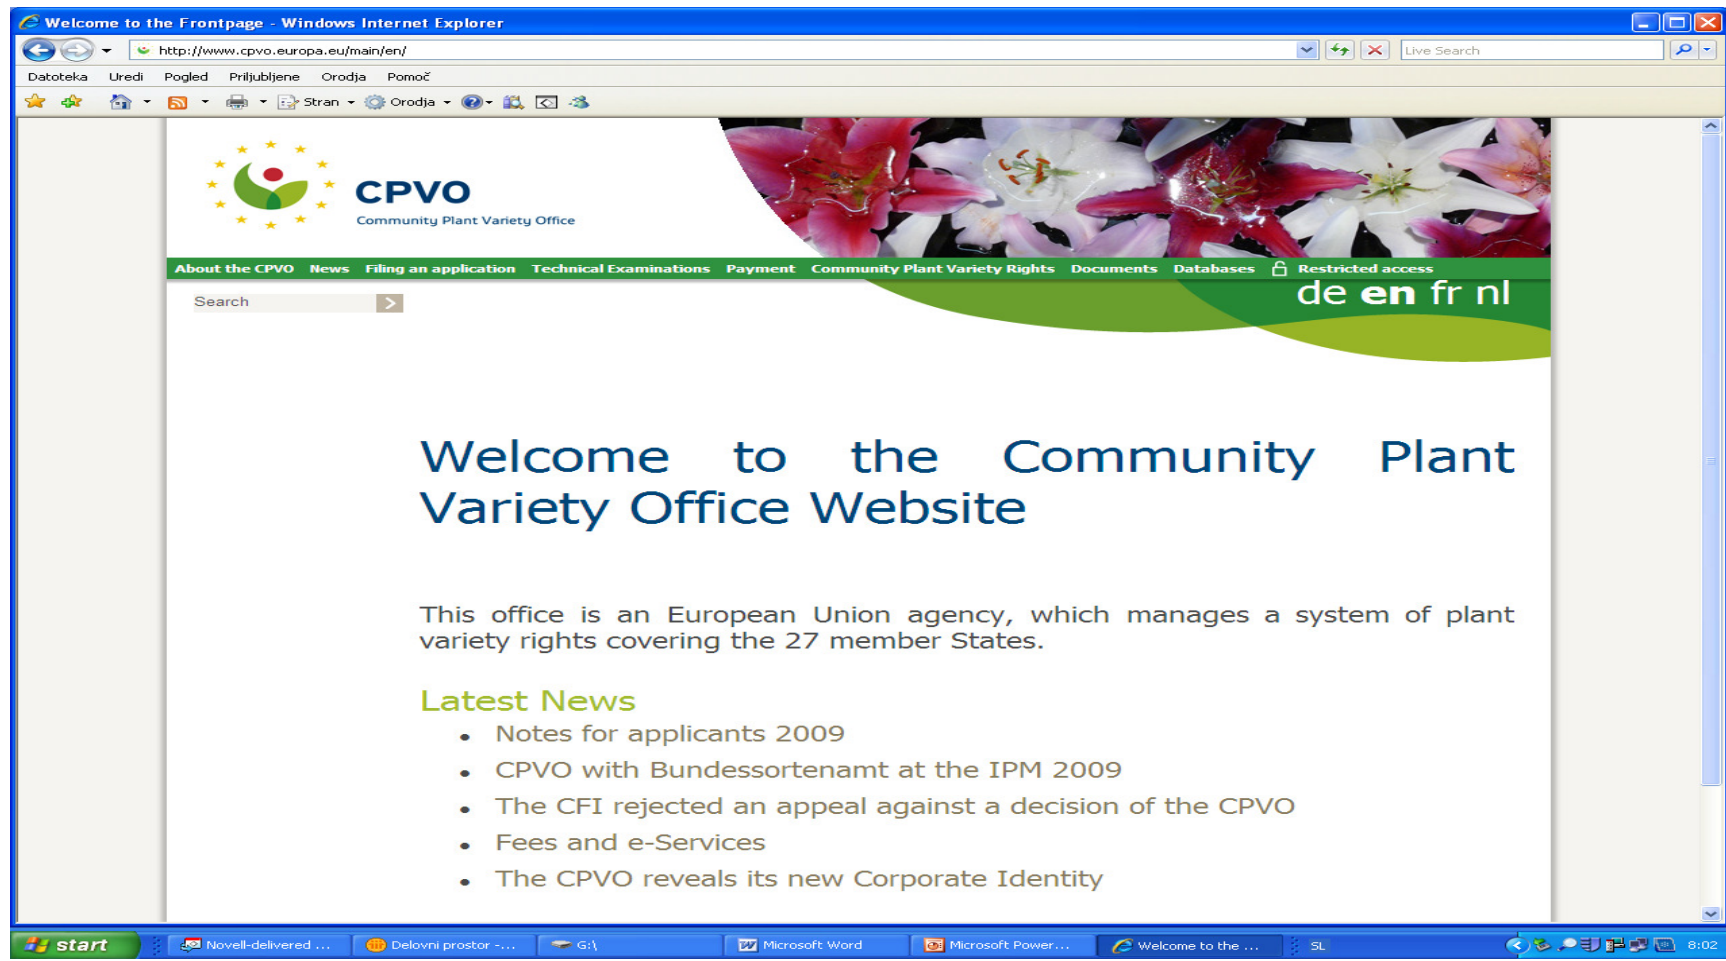 Welcome to the Frontpage - Windows Internet Explorer
http://www.cpvo.europa.eu/main/en/
Live Search
Datoteka Uredi Pogled Priljubljene Orodja Pomoč
Stran Orodja
CPVO
Community Plant Variety Office
About the CPVO News Filing an application Technical Examinations Payment Community Plant Variety Rights Documents Databases Restricted access
Search
de en fr nl
Welcome to the Community Plant
Variety Office Website
This office is an European Union agency, which manages a system of plant
variety rights covering the 27 member States.
Latest News
• Notes for applicants 2009
• CPVO with Bundessortenamt at the IPM 2009
• The CFI rejected an appeal against a decision of the CPVO
• Fees and e-Services
• The CPVO reveals its new Corporate Identity
start Novell-delivered ... Delovni prostor -... G:\ Microsoft Word Microsoft Power... Welcome to the ... SL 8:02